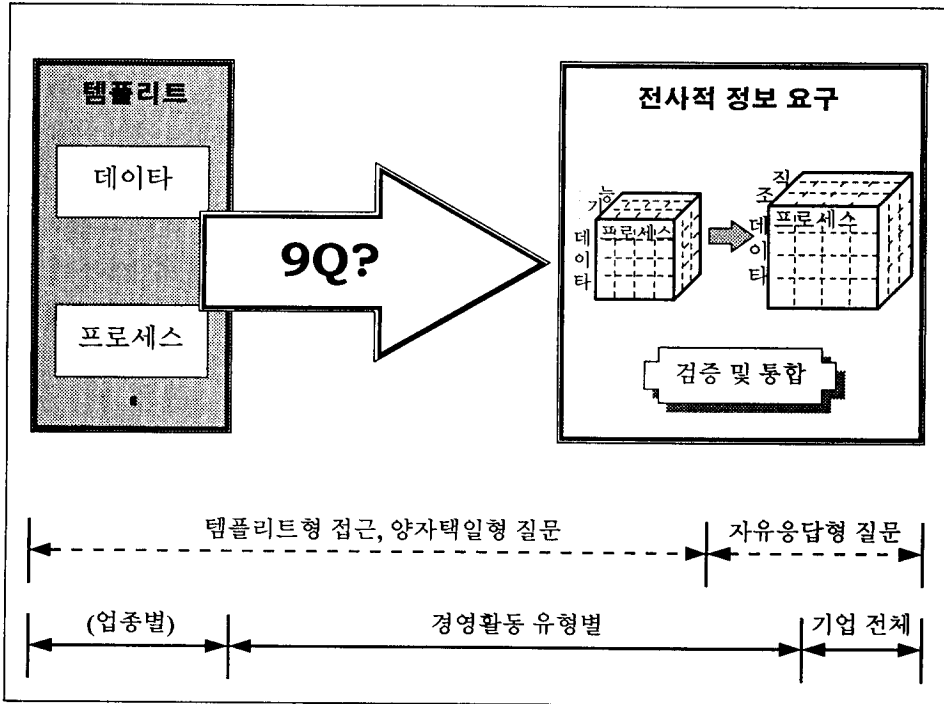 템플리트
데이타
프로세스
9Q?
전사적 정보 요구
기능
프로세스
데이타
조직
프로세스
데이타
검증 및 통합
템플리트형 접근, 양자택일형 질문
자유응답형 질문
(업종별)
경영활동 유형별
기업 전체